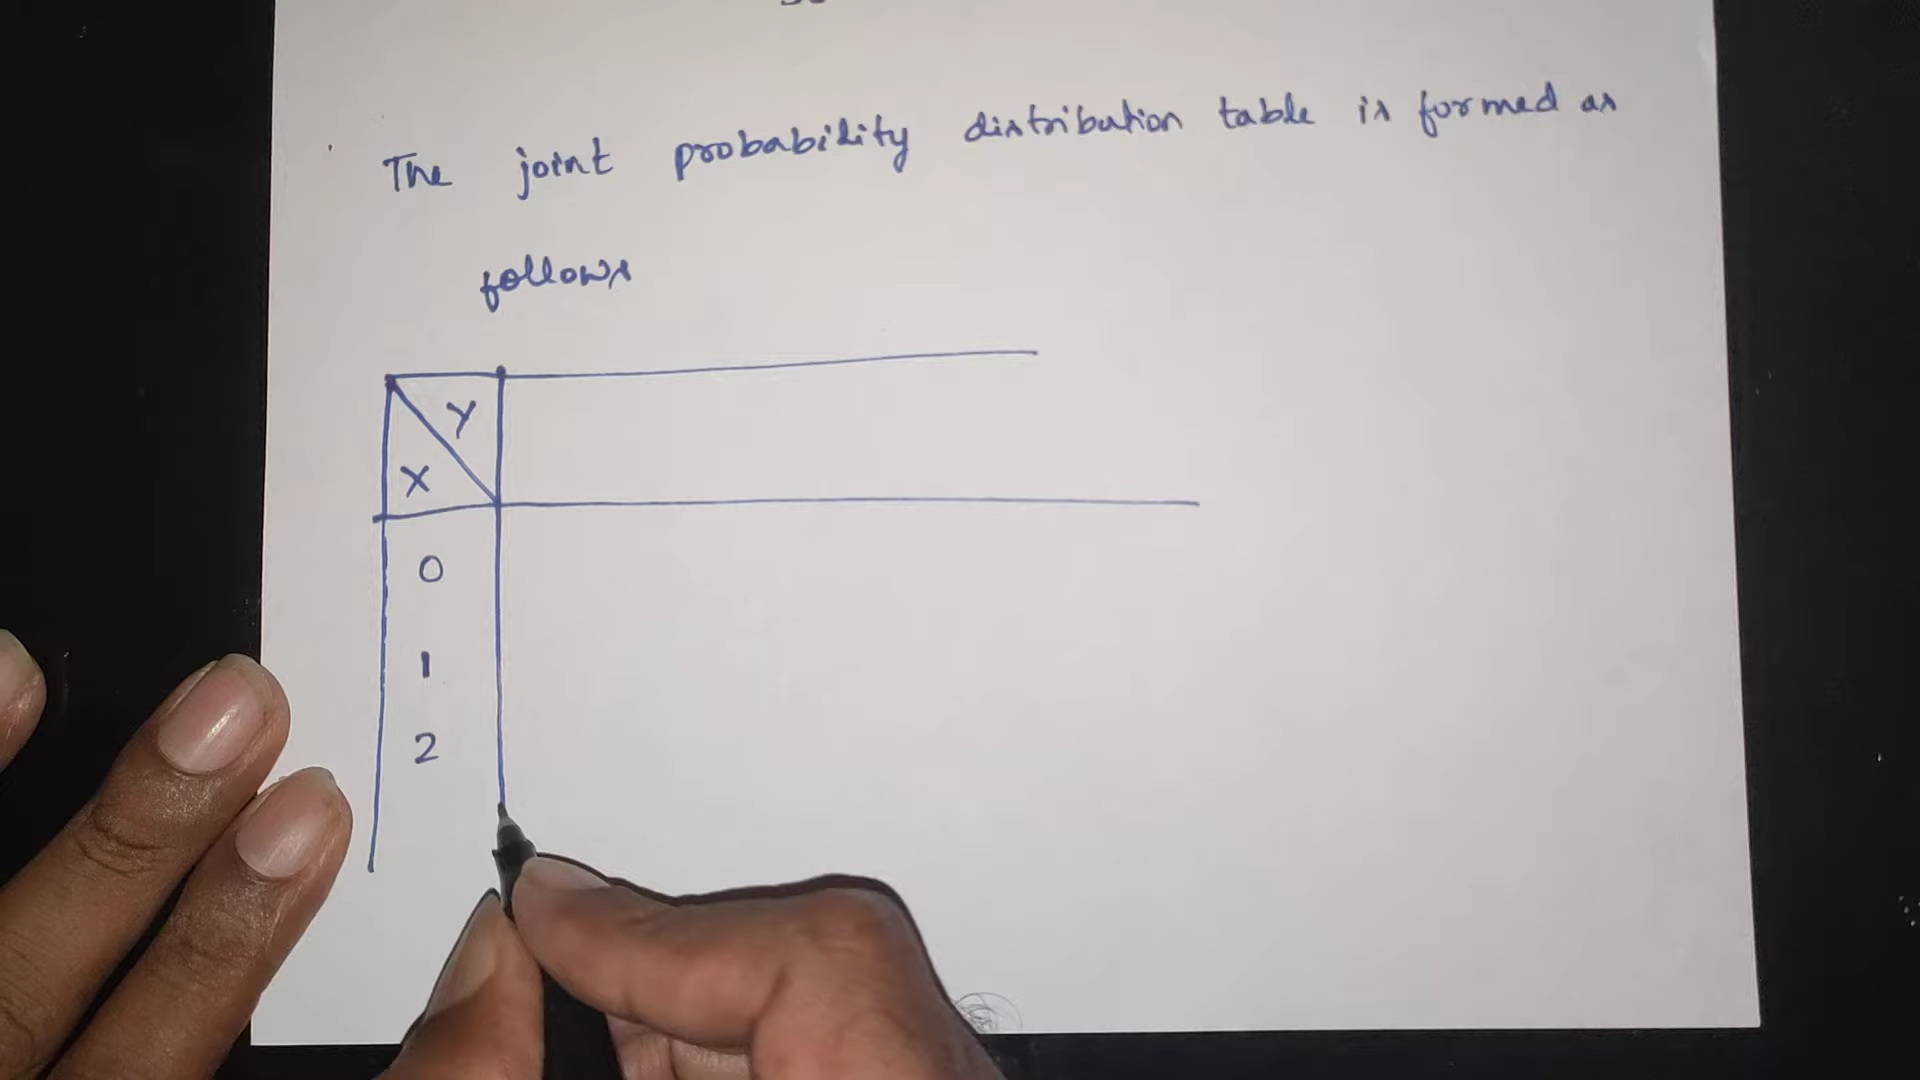 The joint probability distribution table is formed as
follows
Y
X
0
1
2